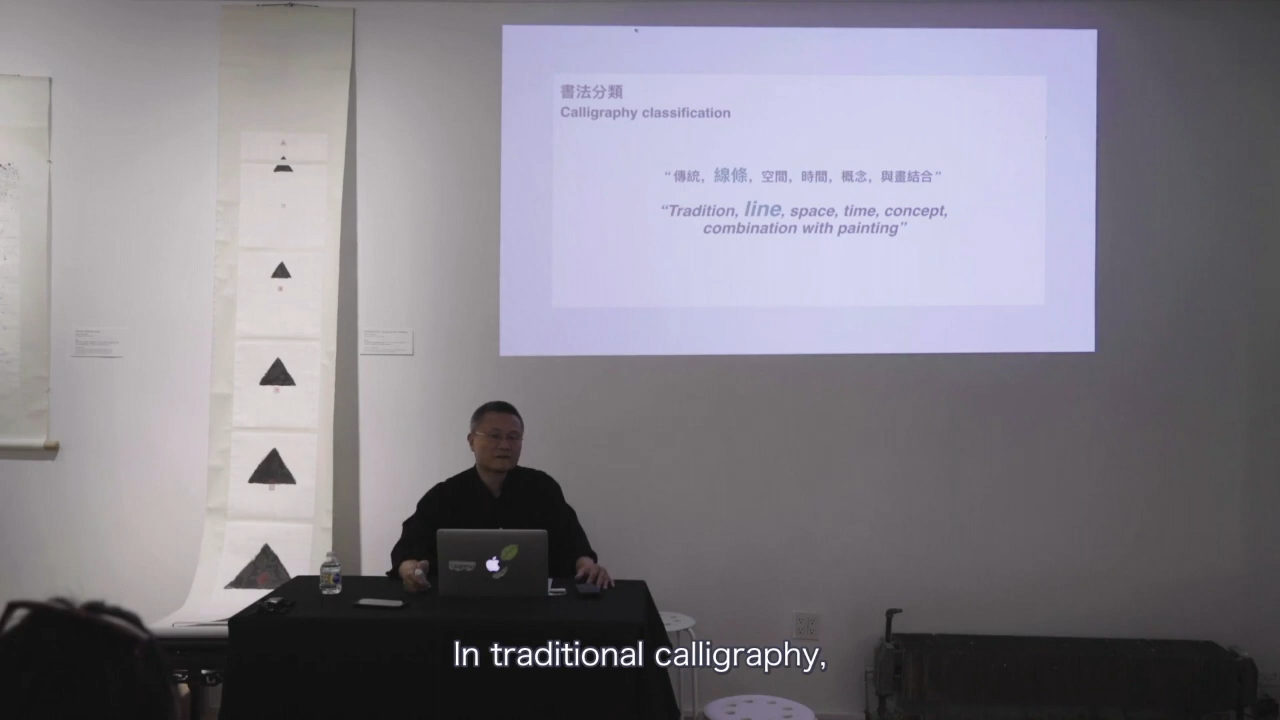 書法分類
Calligraphy classification
“傳統，線條，空間，時間，概念，與畫結合”
“Tradition, line, space, time, concept,
combination with painting”
In traditional calligraphy,